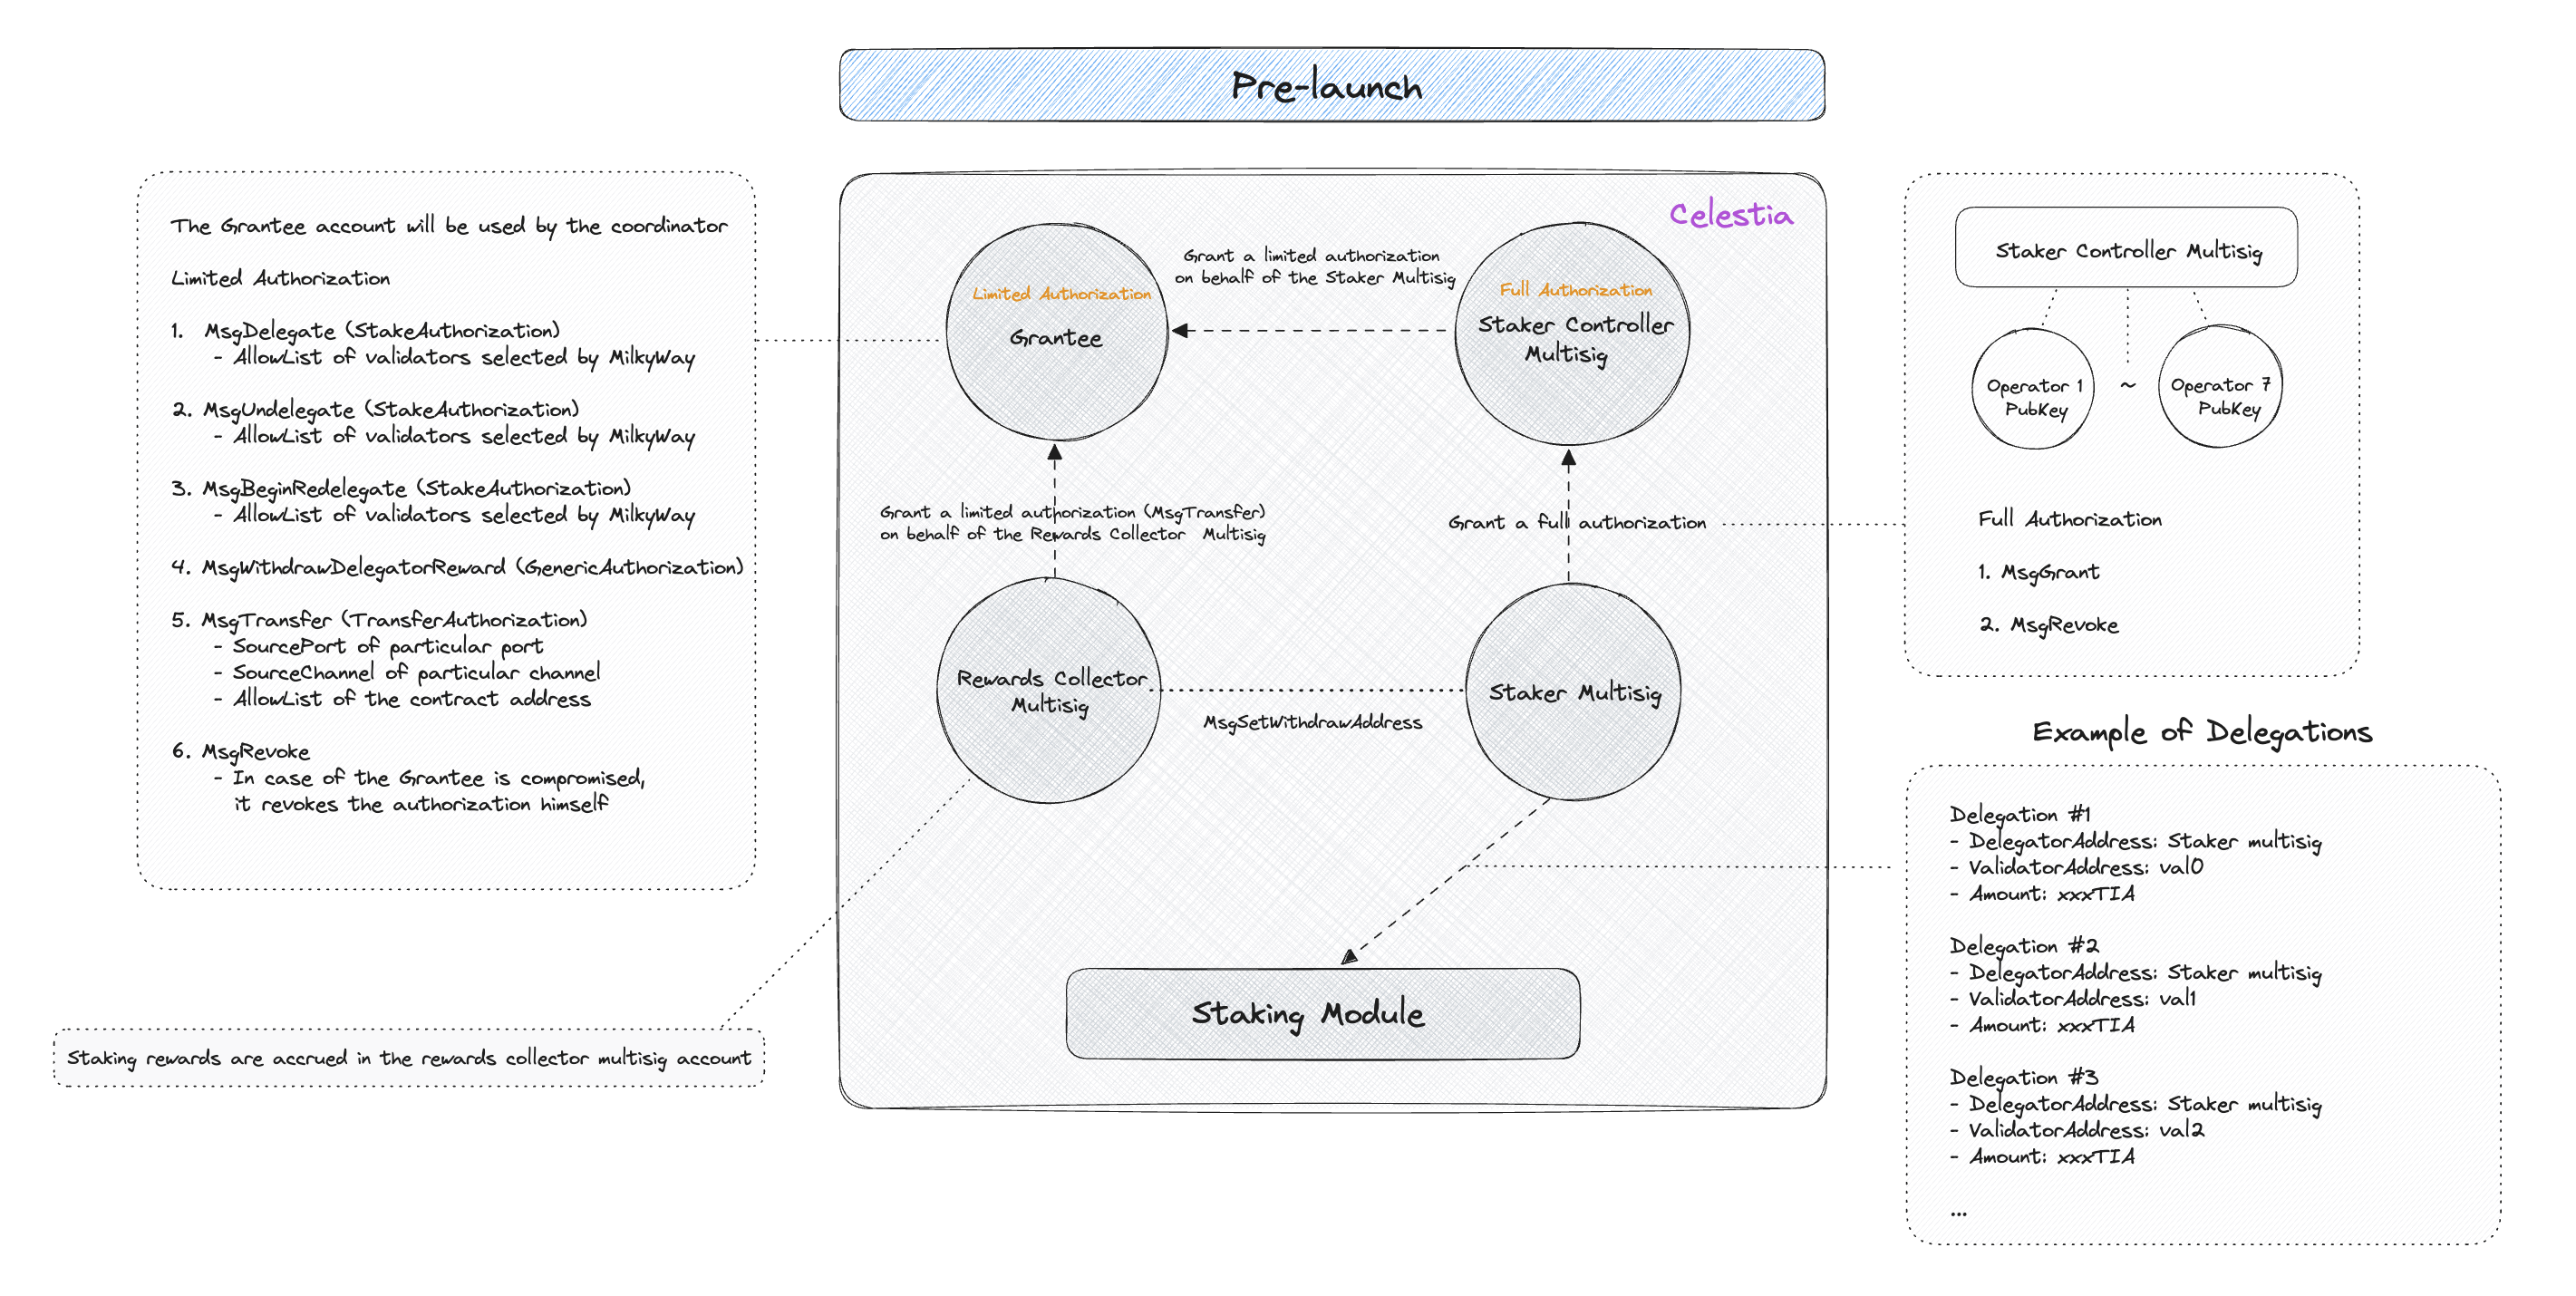 Pre-launch
The Grantee account will be used by the coordinator
Limited Authorization
1. MsgDelegate (StakeAuthorization)
- AllowList of validators selected by MilkyWay
2. MsgUndelegate (StakeAuthorization)
- AllowList of validators selected by MilkyWay
3. MsgBeginRedelegate (StakeAuthorization)
- AllowList of validators selected by MilkyWay
4. MsgWithdrawDelegatorReward (GenericAuthorization)
5. MsgTransfer (TransferAuthorization)
- SourcePort of particular port
- SourceChannel of particular channel
- AllowList of the contract address
6. MsgRevoke
- In case of the Grantee is compromised,
it revokes the authorization himself
Staking rewards are accrued in the rewards collector multisig account
Celestia
Limited Authorization
Grantee
Grant a limited authorization
on behalf of the Staker Multisig
Full Authorization
Staker Controller
Multisig
Grant a limited authorization (MsgTransfer)
on behalf of the Rewards Collector Multisig
Grant a full authorization
Rewards Collector
Multisig
MsgSetWithdrawAddress
Staker Multisig
Staking Module
Staker Controller Multisig
Operator 1
PubKey
~
Operator 7
PubKey
Full Authorization
1. MsgGrant
2. MsgRevoke
Example of Delegations
Delegation #1
- DelegatorAddress: Staker multisig
- ValidatorAddress: val0
- Amount: xxxTIA
Delegation #2
- DelegatorAddress: Staker multisig
- ValidatorAddress: val1
- Amount: xxxTIA
Delegation #3
- DelegatorAddress: Staker multisig
- ValidatorAddress: val2
- Amount: xxxTIA
...